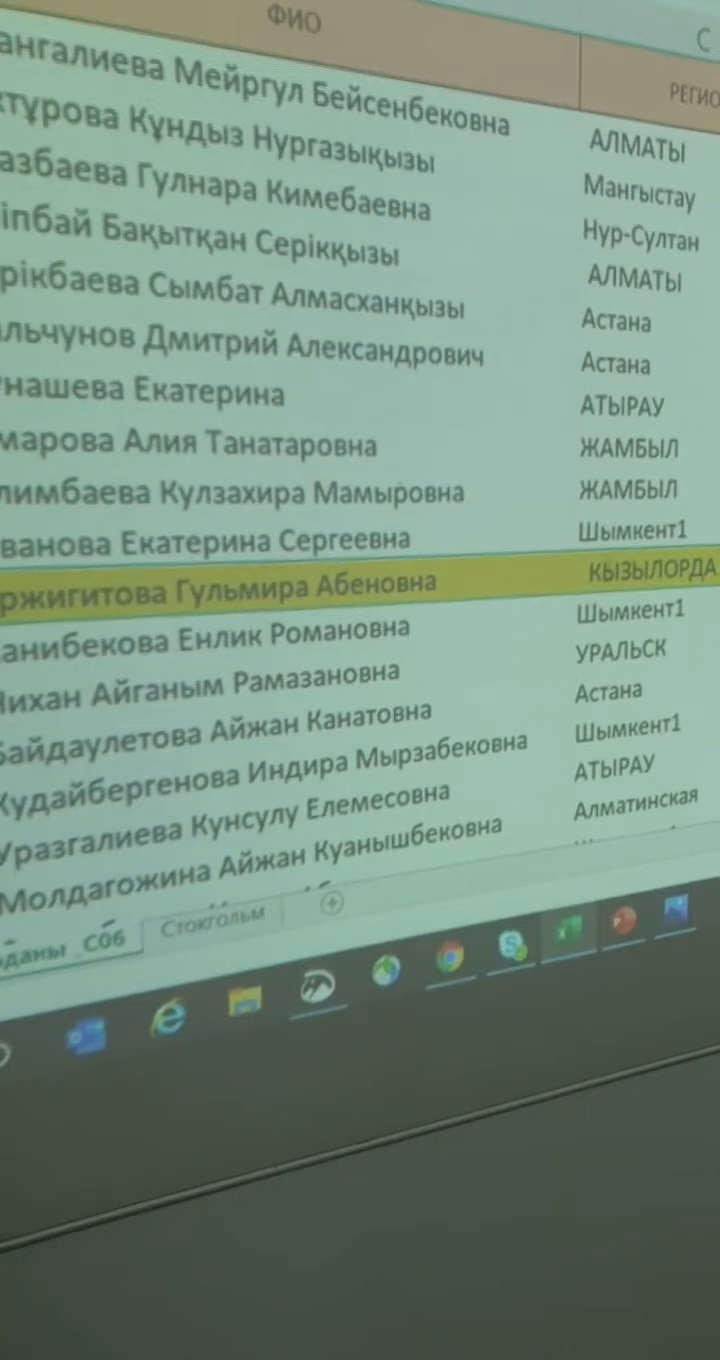 ФИО C
РЕГИО
ангалиева Мейргул Бейсенбековна АЛМАТЫ
ктұрова Құндыз Нургазықызы Мангыстау
азбаева Гулнара Кимебаевна Нур-Султан
іпбай Бақытқан Серікқызы АЛМАТЫ
рікбаева Сымбат Алмасханқызы Астана
льчунов Дмитрий Александрович Астана
нашева Екатерина АТЫРАУ
марова Алия Танатаровна ЖАМБЫЛ
лимбаева Кулзахира Мамыровна ЖАМБЫЛ
ванова Екатерина Сергеевна Шымкент1
ржигитова Гульмира Абеновна КЫЗЫЛОРДА
анибекова Енлик Романовна Шымкент1
ихан Айганым Рамазановна УРАЛЬСК
Байдаулетова Айжан Канатовна Астана
Кудайбергенова Индира Мырзабековна Шымкент1
Уразгалиева Кунсулу Елемесовна АТЫРАУ
Молдагожина Айжан Куанышбековна Алматинская
даны _Соб Стокгольм